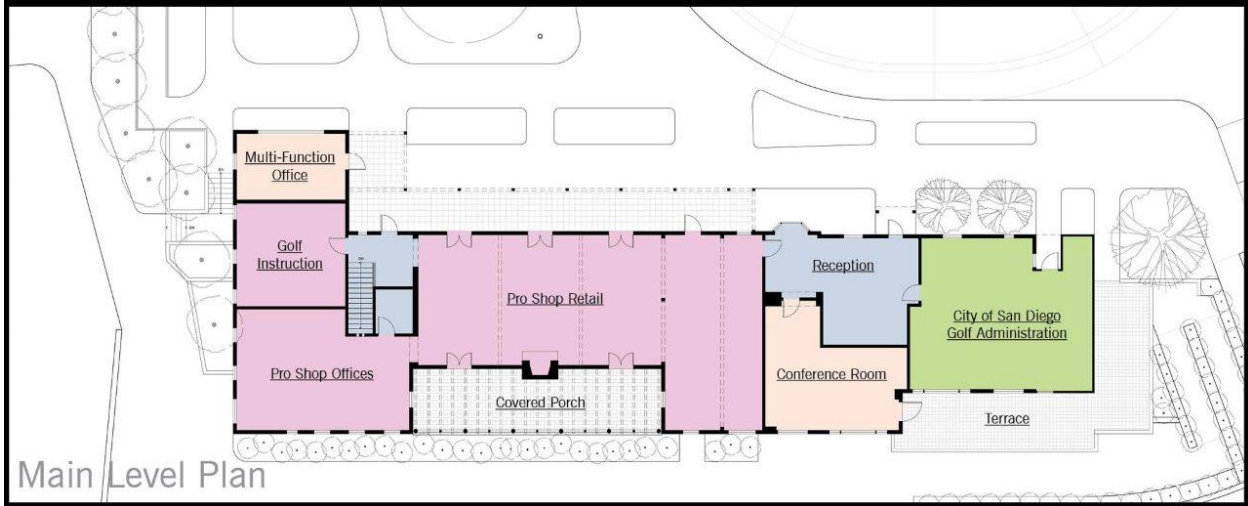 Multi-Function
Office
Golf
Instruction
Pro Shop Retail
Reception
City of San Diego
Golf Administration
Pro Shop Offices
Conference Room
Covered Porch
Terrace
Main Level Plan